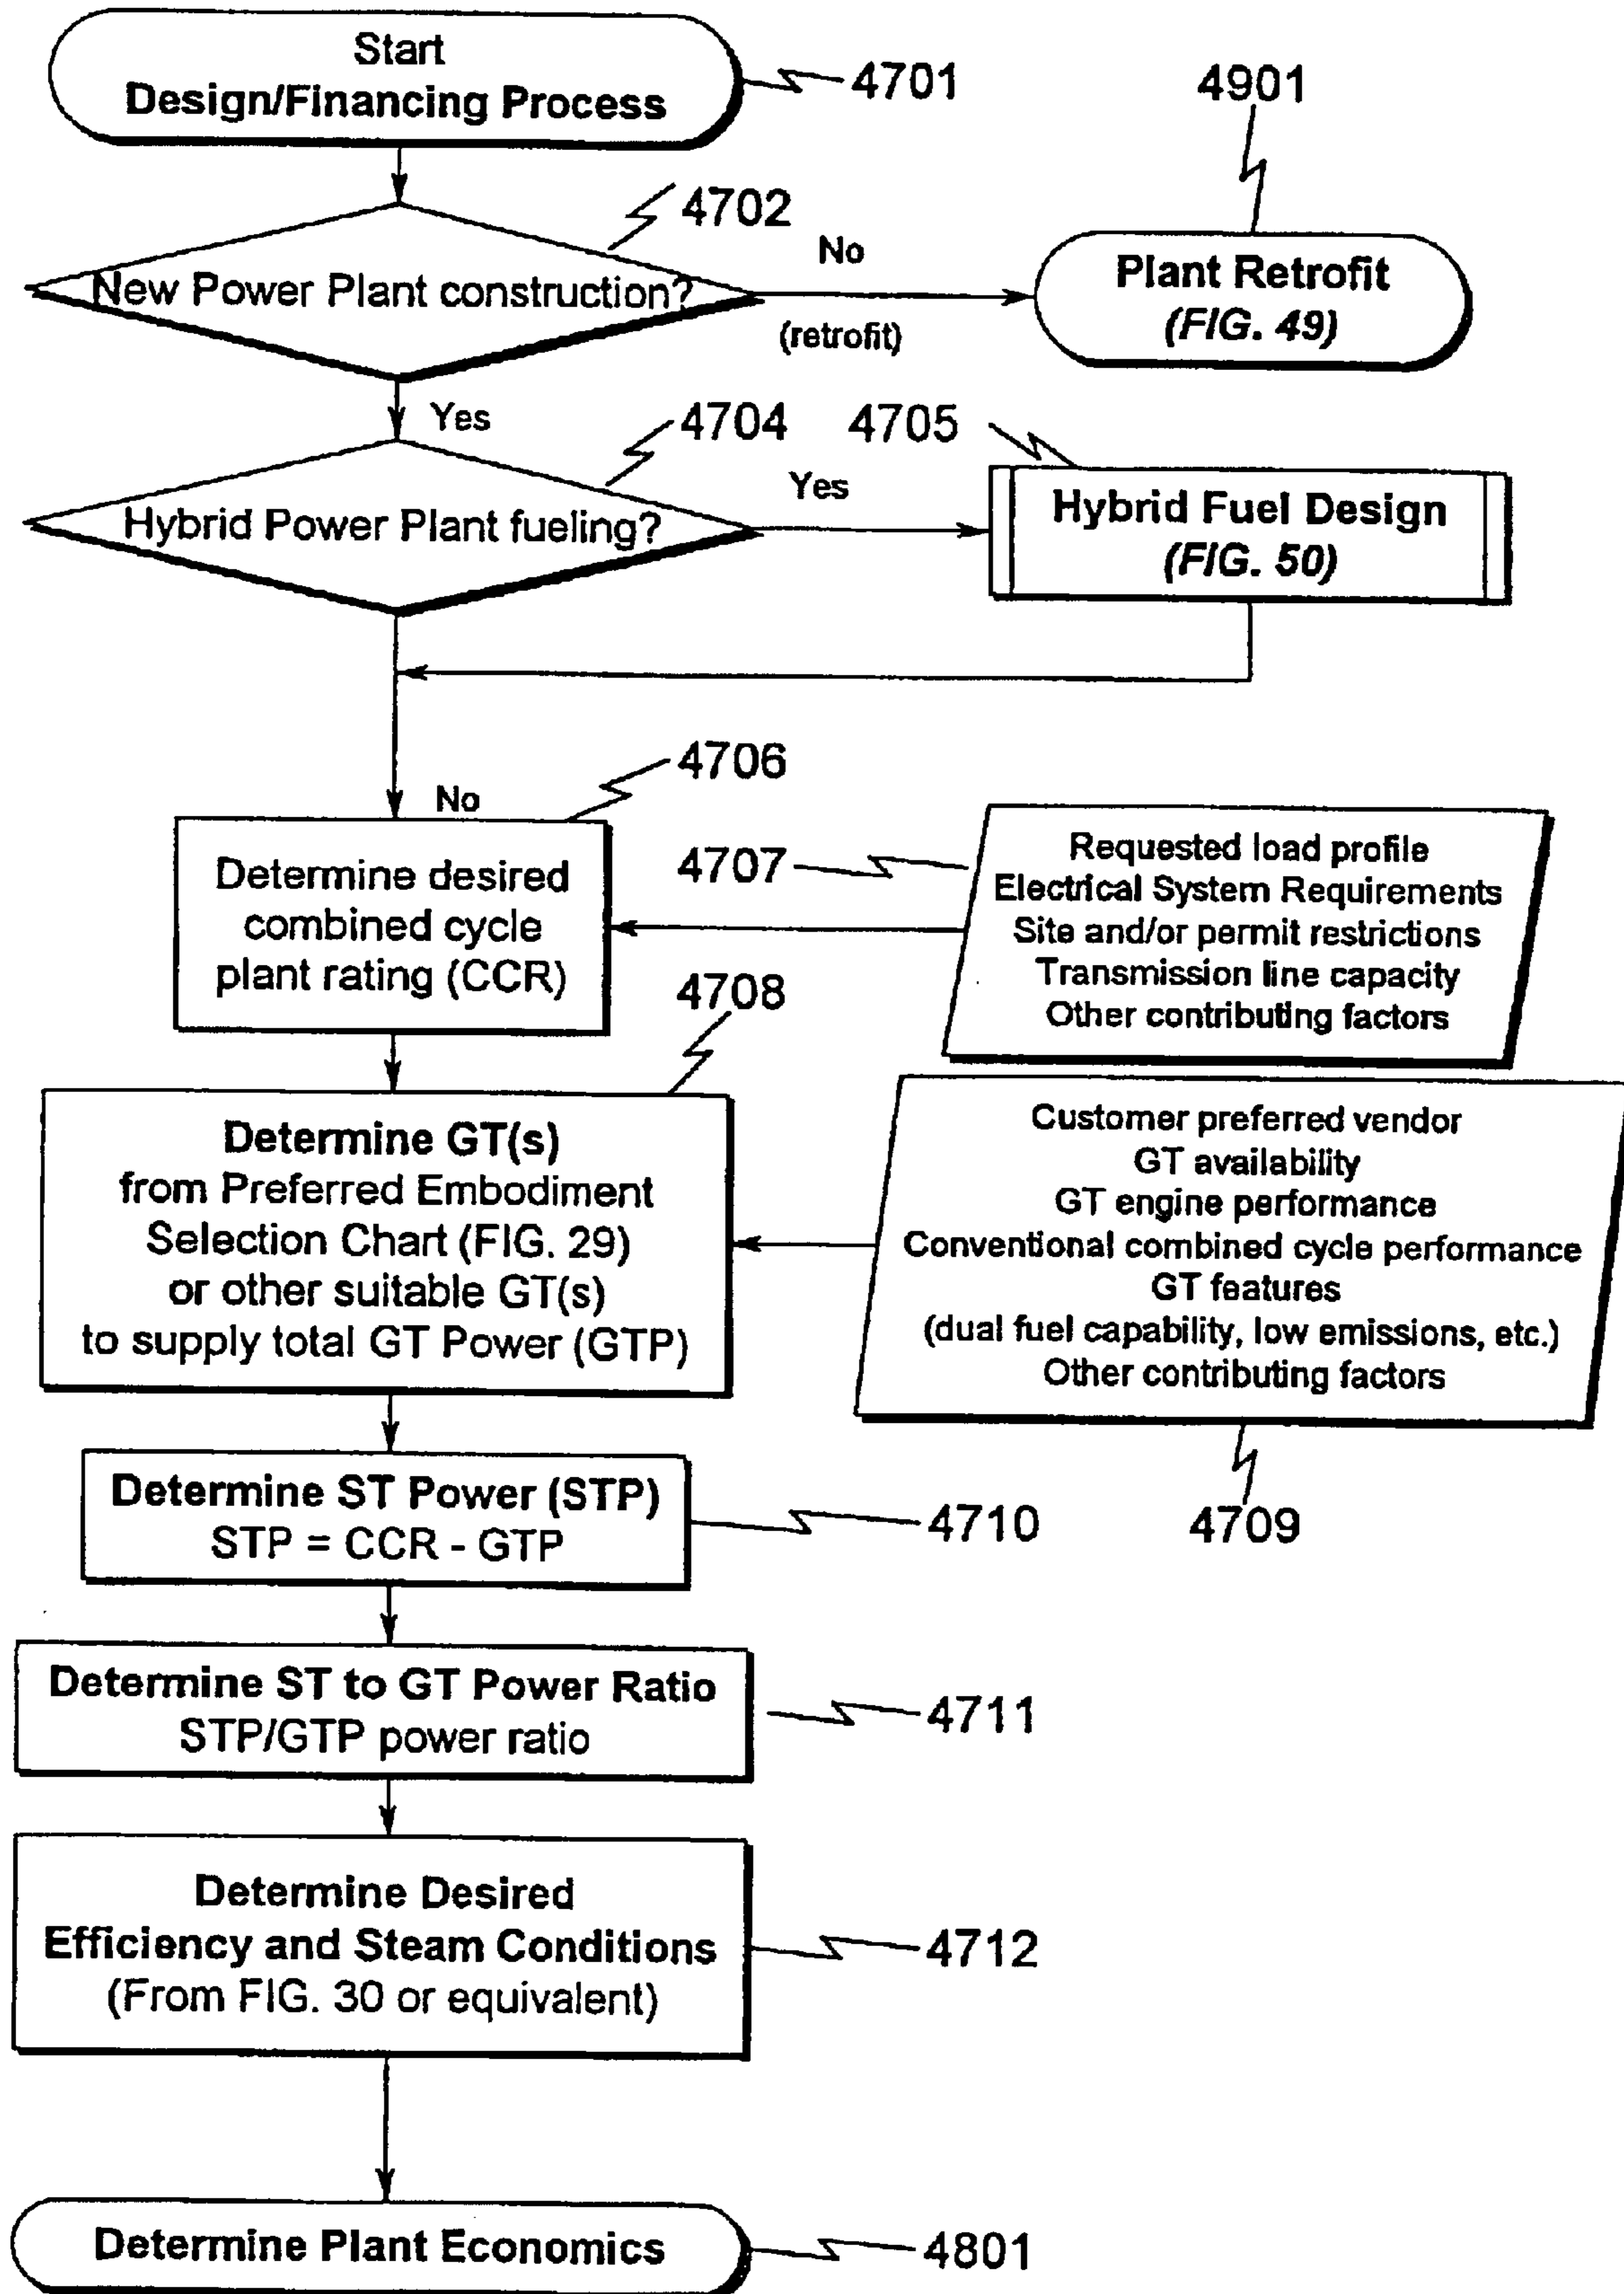 Start
Design/Financing Process
4701
4901
4702
New Power Plant construction?
No
(retrofit)
Plant Retrofit
(FIG. 49)
Yes
4704
4705
Hybrid Power Plant fueling?
Yes
Hybrid Fuel Design
(FIG. 50)
4706
No
Determine desired
combined cycle
plant rating (CCR)
4707
Requested load profile
Electrical System Requirements
Site and/or permit restrictions
Transmission line capacity
Other contributing factors
4708
Determine GT(s)
from Preferred Embodiment
Selection Chart (FIG. 29)
or other suitable GT(s)
to supply total GT Power (GTP)
Customer preferred vendor
GT availability
GT engine performance
Conventional combined cycle performance
GT features
(dual fuel capability, low emissions, etc.)
Other contributing factors
4709
Determine ST Power (STP)
STP = CCR - GTP
4710
Determine ST to GT Power Ratio
STP/GTP power ratio
4711
Determine Desired
Efficiency and Steam Conditions
(From FIG. 30 or equivalent)
4712
Determine Plant Economics
4801